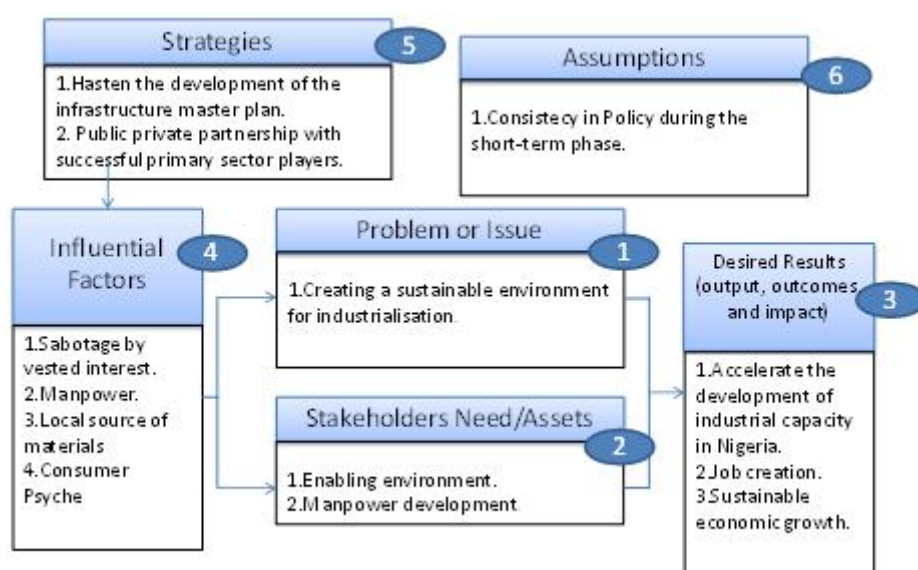 Strategies
5
1.Hasten the development of the
infrastructure master plan.
2. Public private partnership with
successful primary sector players.
Assumptions
6
1.Consistecy in Policy during the
short-term phase.
Influential
Factors
4
1.Sabotage by
vested interest.
2.Manpower.
3.Local source of
materials
4.Consumer
Psyche
Problem or Issue
1
1.Creating a sustainable environment
for industrialisation.
Stakeholders Need/Assets
2
1.Enabling environment.
2.Manpower development.
Desired Results
(output, outcomes
and impact)
3
1.Accelerate the
development of
industrial capacity
in Nigeria.
2.Job creation.
3.Sustainable
economic growth.